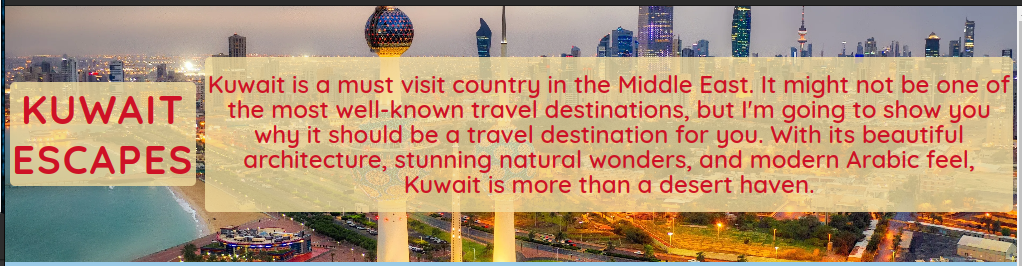 KUWAIT
ESCAPES
Kuwait is a must visit country in the Middle East. It might not be one of
the most well-known travel destinations, but I'm going to show you
why it should be a travel destination for you. With its beautiful
architecture, stunning natural wonders, and modern Arabic feel,
Kuwait is more than a desert haven.